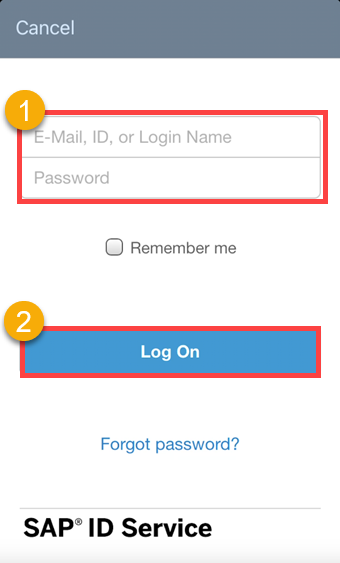 Cancel
1
E-Mail, ID, or Login Name
Password
Remember me
2
Log On
Forgot password?
SAP® ID Service